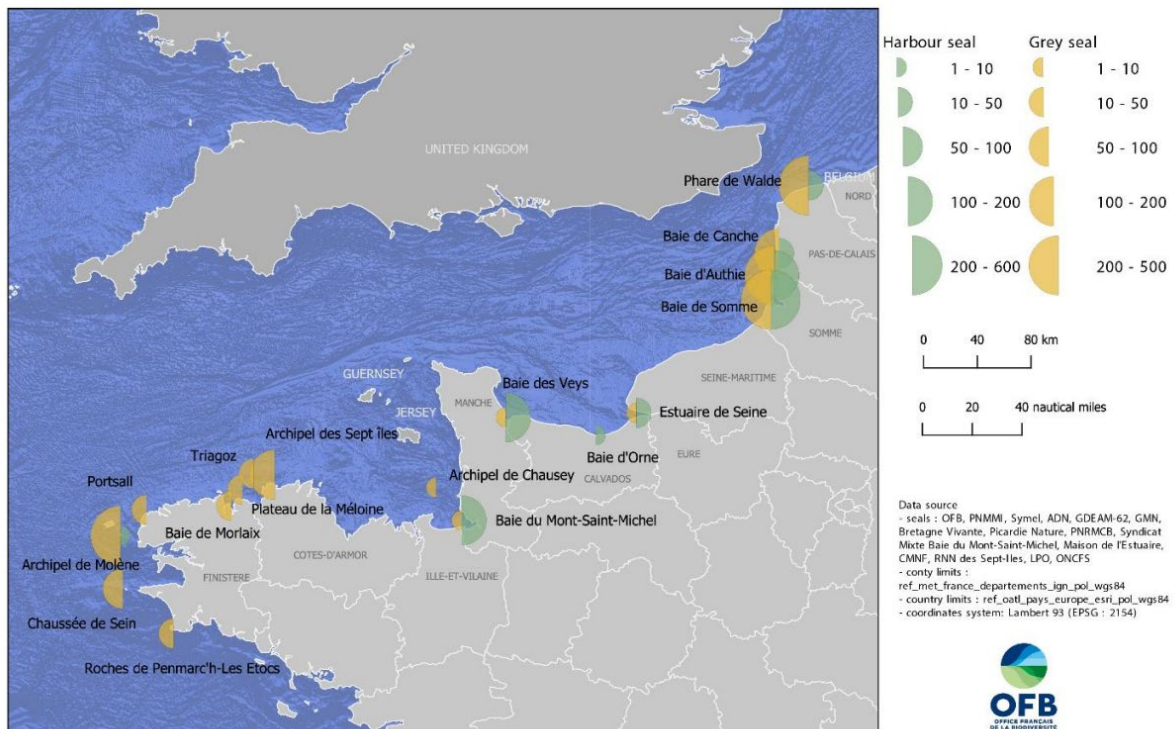 UNITED KINGDOM
Phare de Walde
BELGIUM
NORD
Baie de Canche
PAS-DE-CALAIS
Baie d'Authie
Baie de Somme
SOMME
SEINE-MARITIME
GUERNSEY
Baie des Veys
MANCHE
JERSEY
Estuaire de Seine
Archipel des Sept îles
Baie d'Orne
EURE
Triagoz
Archipel de Chausey
CALVADOS
Portsall
Plateau de la Méloine
Baie du Mont-Saint-Michel
Baie de Morlaix
COTES-D'ARMOR
Archipel de Molène
FINISTERE
ILLE-ET-VILAINE
Chaussée de Sein
Roches de Penmarc'h-Les Etocs
Harbour seal Grey seal
1 - 10 1 - 10
10 - 50 10 - 50
50 - 100 50 - 100
100 - 200 100 - 200
200 - 600 200 - 500
0 40 80 km
0 20 40 nautical miles
Data source
- seals : OFB, PNMMI, Symel, ADN, GDEAM-62, GMN,
Bretagne Vivante, Picardie Nature, PNRMCB, Syndicat
Mixte Baie du Mont-Saint-Michel, Maison de l'Estuaire,
CMNF, RNN des Sept-Iles, LPO, ONCFS
- conty limits :
ref_met_france_departements_ign_pol_wgs84
- country limits : ref_oatl_pays_europe_esri_pol_wgs84
- coordinates system: Lambert 93 (EPSG : 2154)
OFB
OFFICE FRANÇAIS
DE LA BIODIVERSITÉ